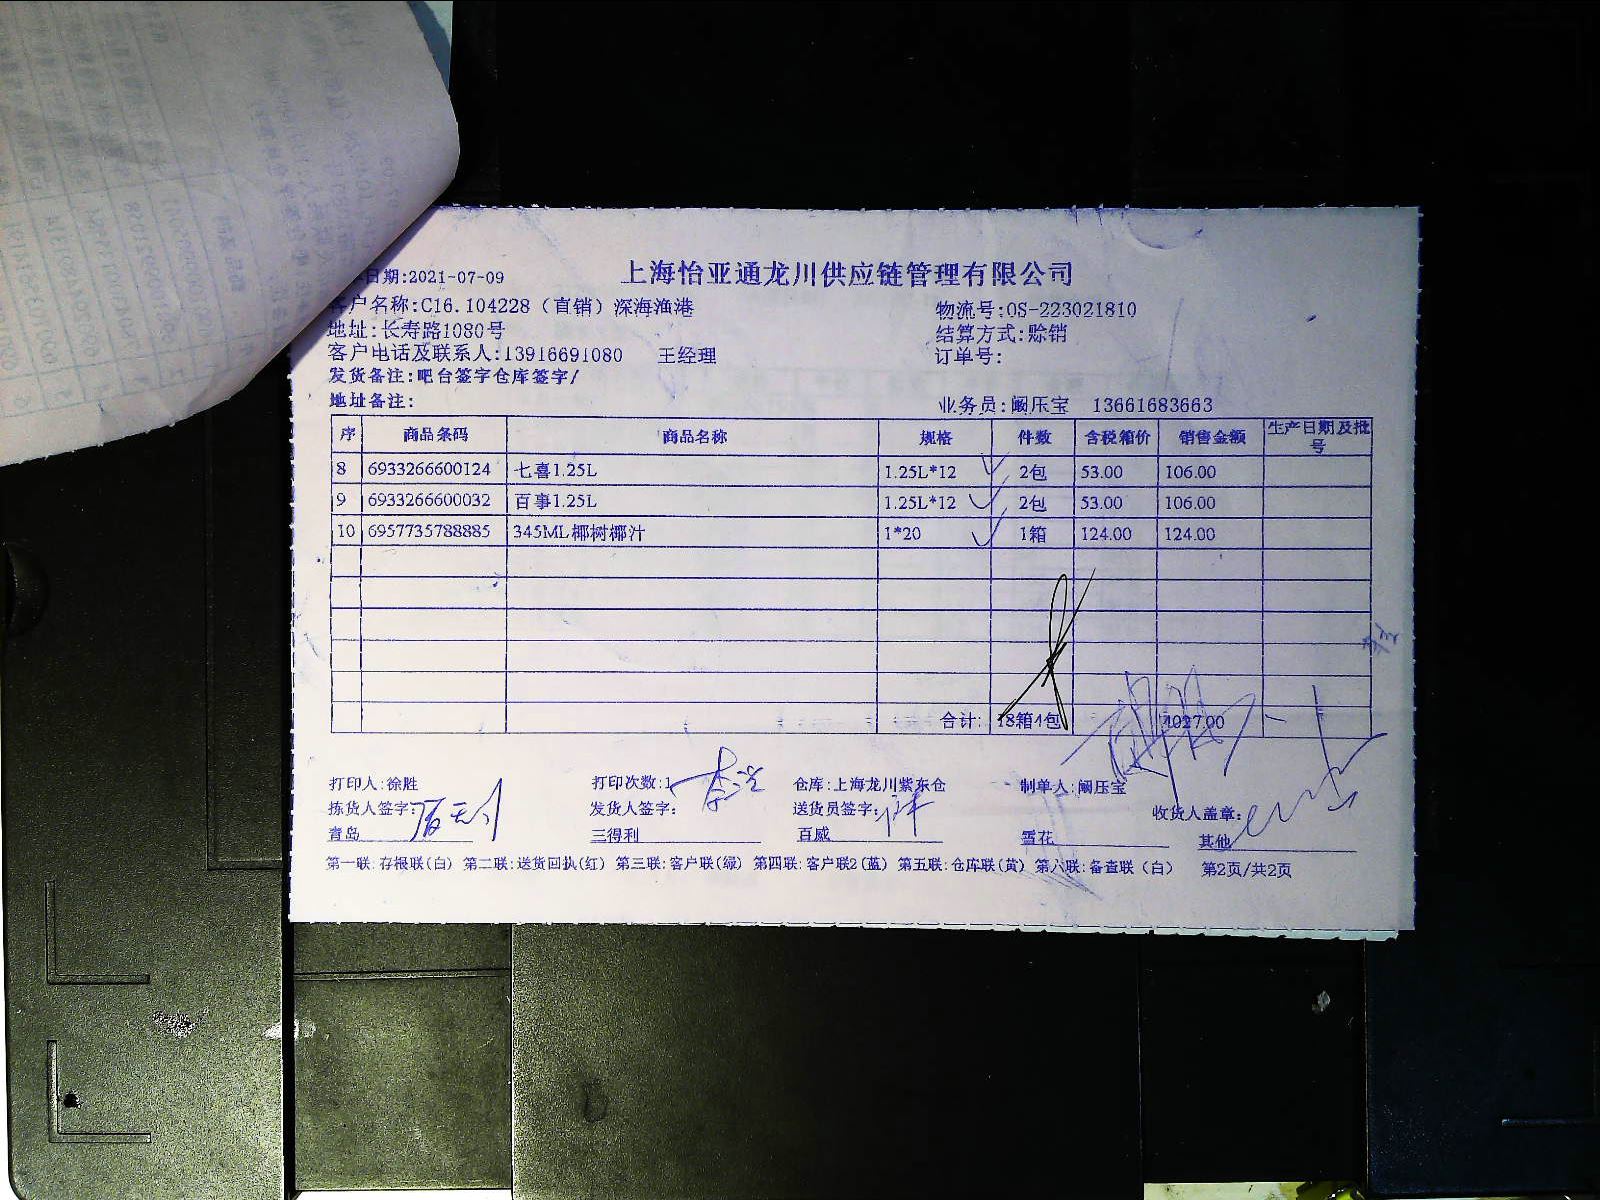 上海怡亚通龙川供应链管理有限公司
日期:2021-07-09
客户名称:C16.104228（直销）深海渔港 物流号:OS-223021810
地址:长寿路1080号 结算方式:赊销
客户电话及联系人:13916691080 王经理 订单号:
发货备注:吧台签字仓库签字/
地址备注: 业务员:阚压宝 13661683663
序 商品条码 商品名称 规格 件数 含税箱价 销售金额 生产日期及批号
8 6933266600124 七喜1.25L 1.25L*12 2包 53.00 106.00
9 6933266600032 百事1.25L 1.25L*12 2包 53.00 106.00
10 6957735788885 345ML椰树椰汁 1*20 1箱 124.00 124.00
合计: 18箱4包 1027.00
打印人:徐胜 打印次数:1 仓库:上海龙川紫东仓 制单人:阚压宝
拣货人签字: 发货人签字: 送货员签字: 收货人盖章:
青岛 三得利 百威 雪花 其他
第一联:存根联(白) 第二联:送货回执(红) 第三联:客户联(绿) 第四联:客户联2(蓝) 第五联:仓库联(黄) 第六联:备查联（白） 第2页/共2页